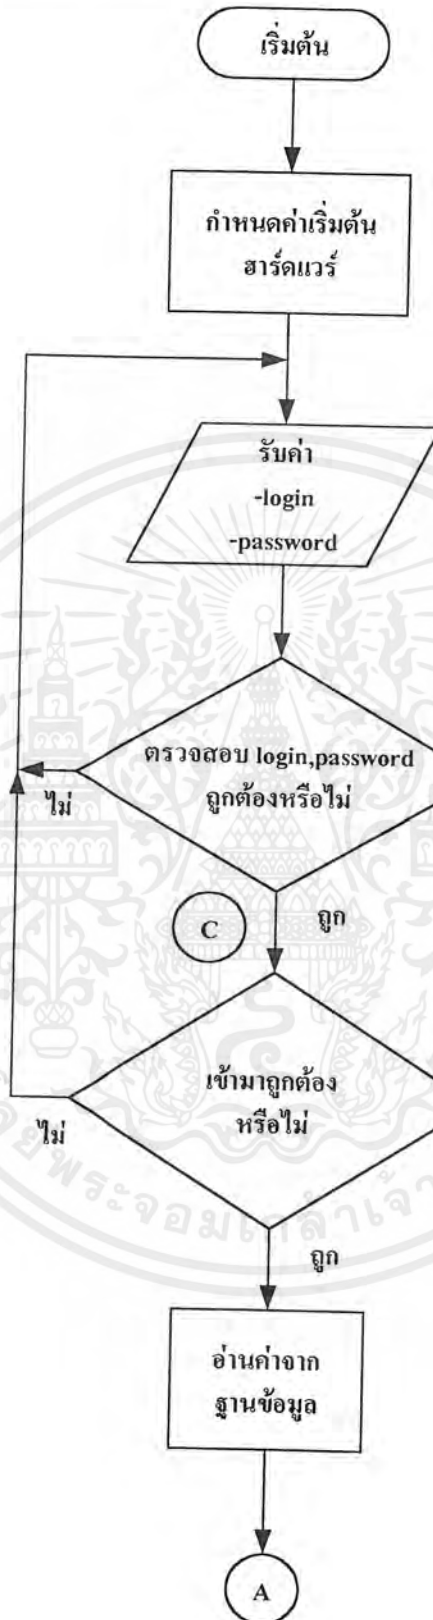 เริ่มต้น
กำหนดค่าเริ่มต้น
ฮาร์ดแวร์
รับค่า
-login
-password
ตรวจสอบ login,password
ถูกต้องหรือไม่
ไม่
C
ถูก
เข้ามาถูกต้อง
หรือไม่
ไม่
ถูก
อ่านค่าจาก
ฐานข้อมูล
A